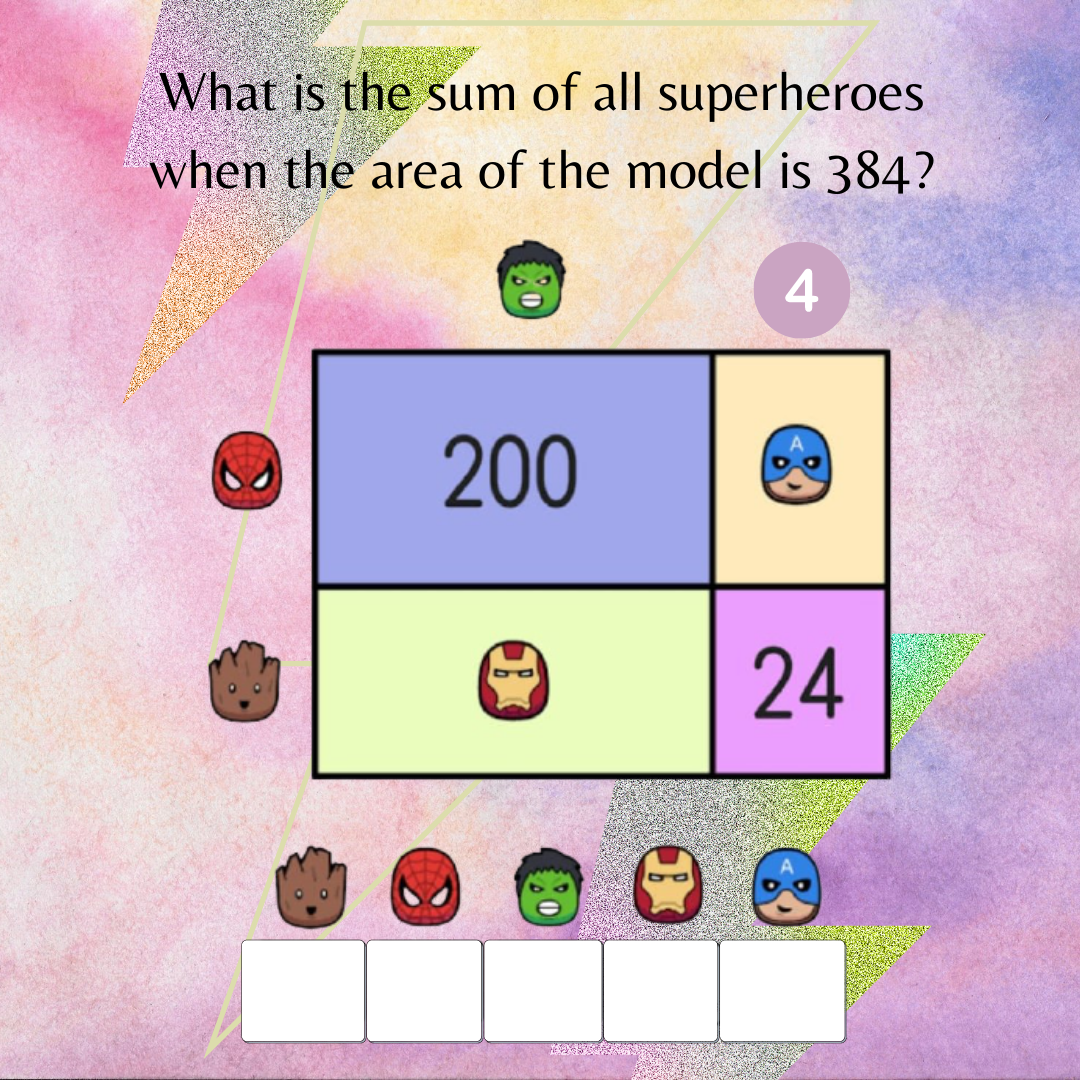 What is the sum of all superheroes
when the area of the model is 384?
4
200
A
24
A